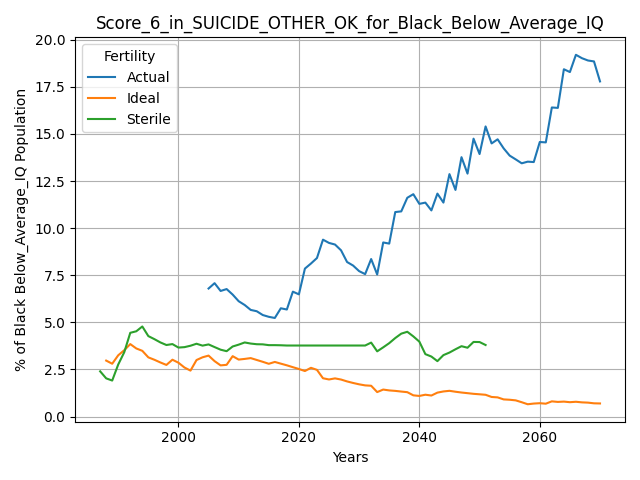 Score_6_in_SUICIDE_OTHER_OK_for_Black_Below_Average_IQ
% of Black Below_Average_IQ Population
20.0
17.5
15.0
12.5
10.0
7.5
5.0
2.5
0.0
Fertility
Actual
Ideal
Sterile
2000
2020
2040
2060
Years